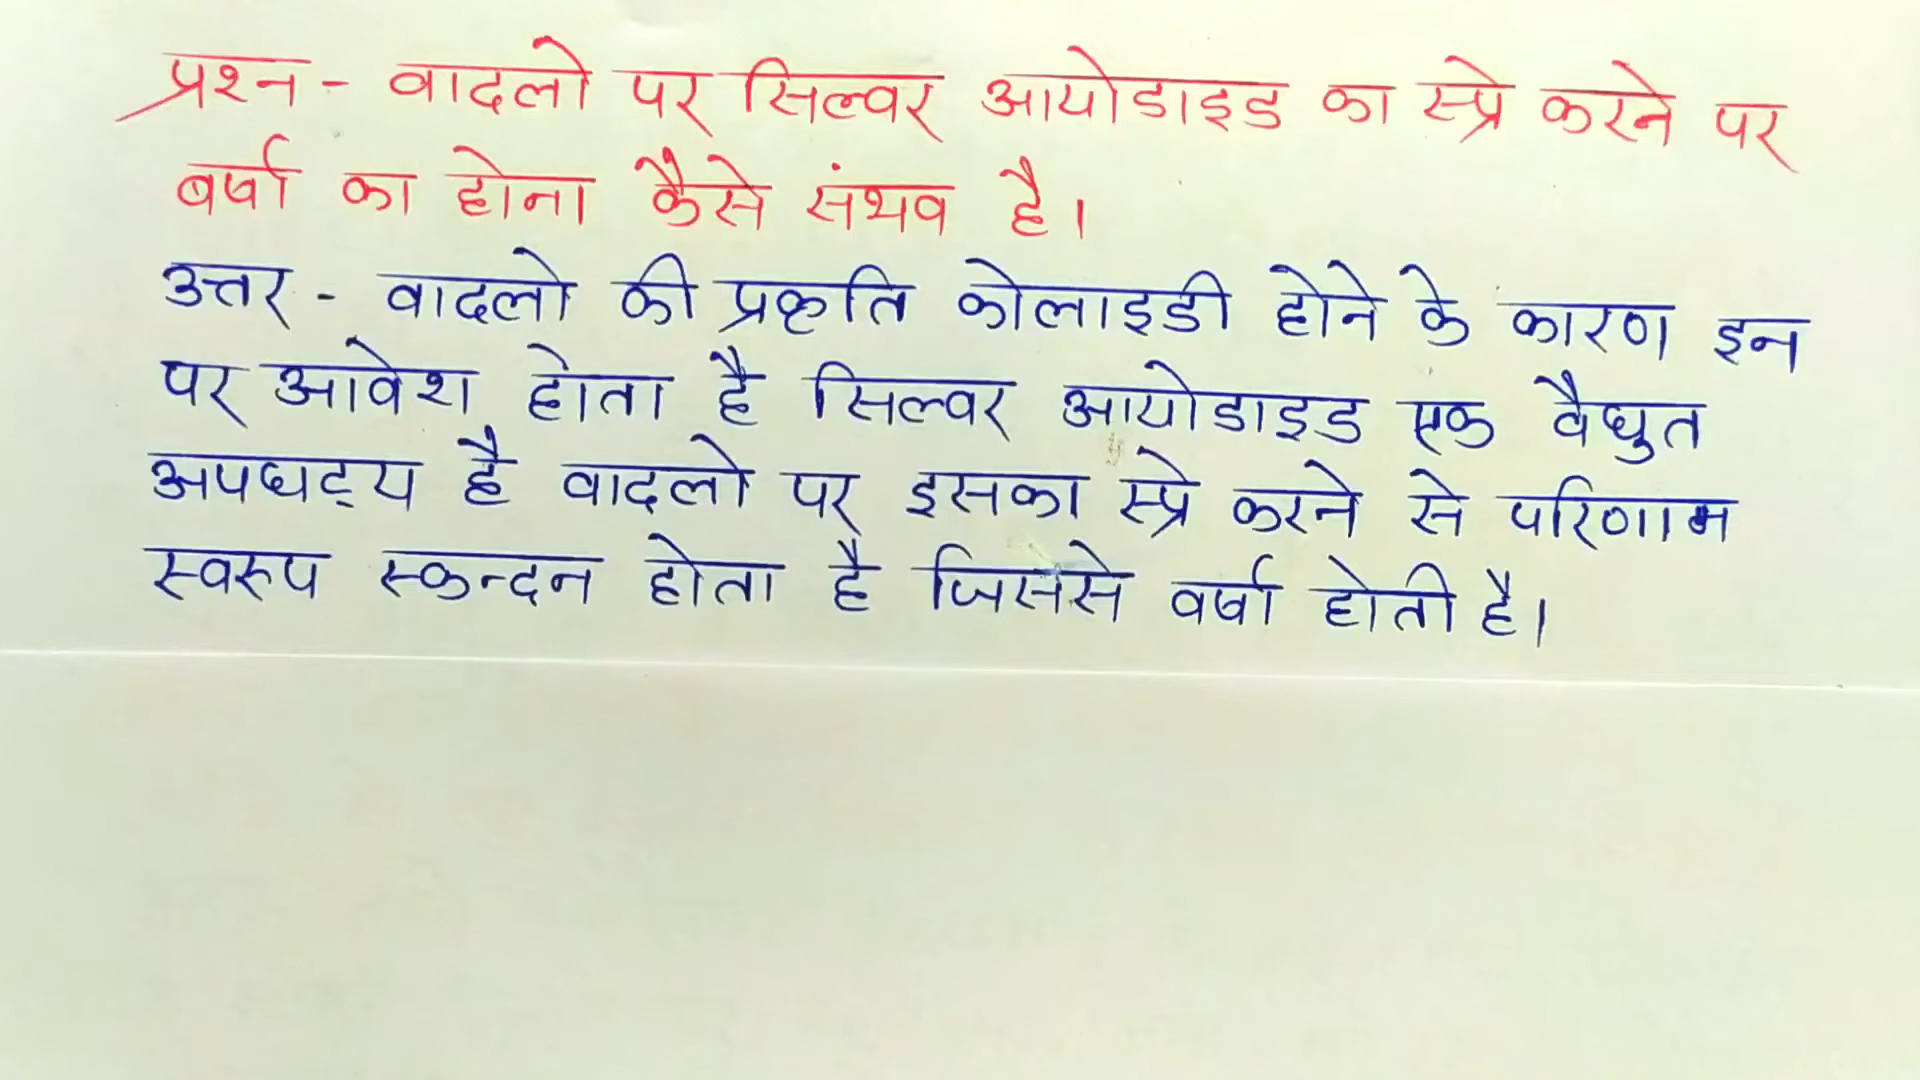 प्रश्न - वादलो पर सिल्वर आयोडाइड का स्प्रे करने पर
बर्षा का होना कैसे संभव है।
उत्तर - वादलो की प्रकृति कोलाइडी होने के कारण इन
पर आवेश होता है सिल्वर आयोडाइड एक वैधुत
अपघट्य है वादलो पर इसका स्प्रे करने से परिणाम
स्वरूप स्कन्दन होता है जिससे वर्षा होती है।